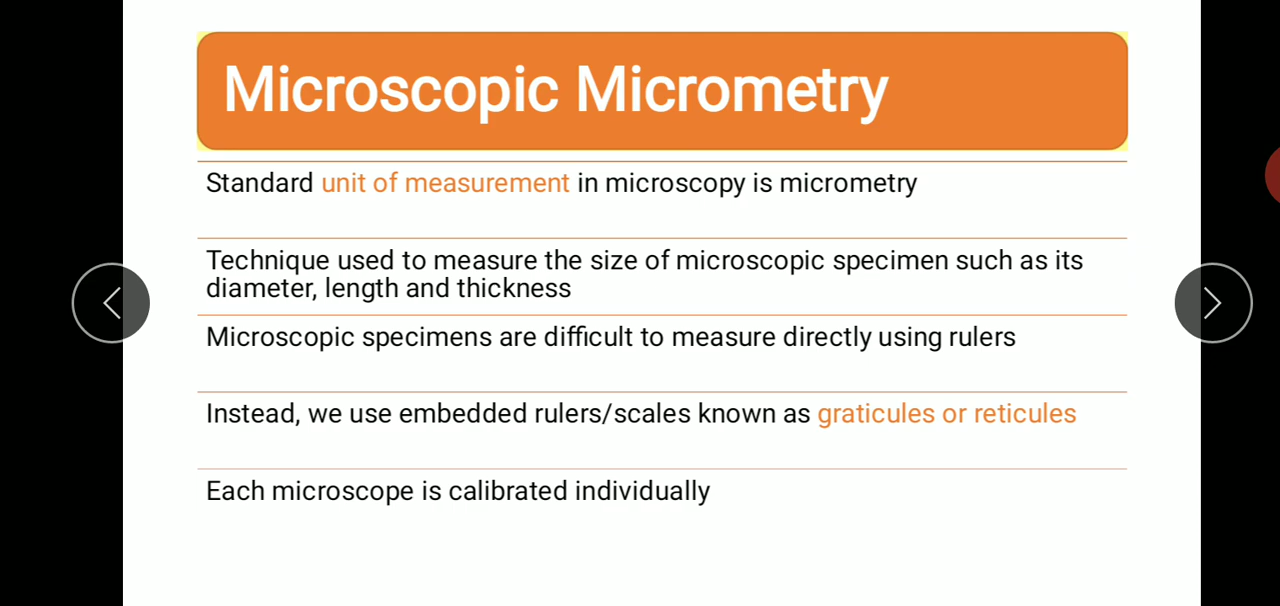 Microscopic Micrometry
Standard unit of measurement in microscopy is micrometry
Technique used to measure the size of microscopic specimen such as its
diameter, length and thickness
Microscopic specimens are difficult to measure directly using rulers
Instead, we use embedded rulers/scales known as graticules or reticules
Each microscope is calibrated individually